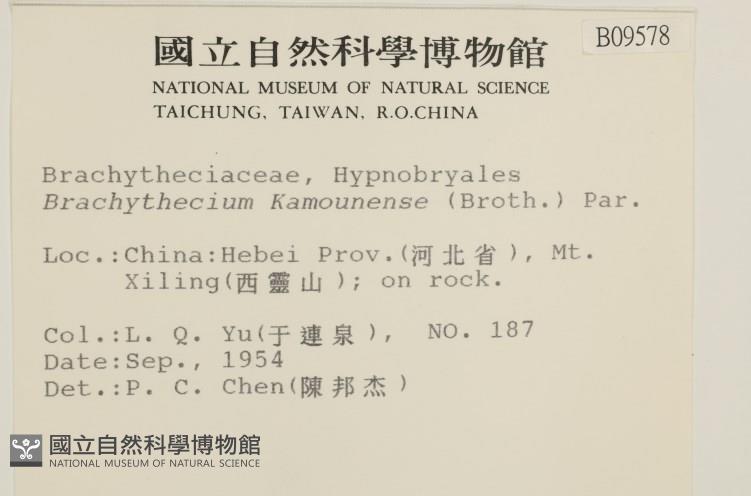 國立自然科學博物館
B09578
NATIONAL MUSEUM OF NATURAL SCIENCE
TAICHUNG, TAIWAN, R.O.CHINA
Brachytheciaceae, Hypnobryales
Brachythecium Kamounense (Broth.) Par.
Loc.:China:Hebei Prov.(河北省), Mt.
Xiling(西靈山); on rock.
Col.:L. Q. Yu(于連泉), NO. 187
Date:Sep., 1954
Det.:P. C. Chen(陳邦杰)
國立自然科學博物館
NATIONAL MUSEUM OF NATURAL SCIENCE